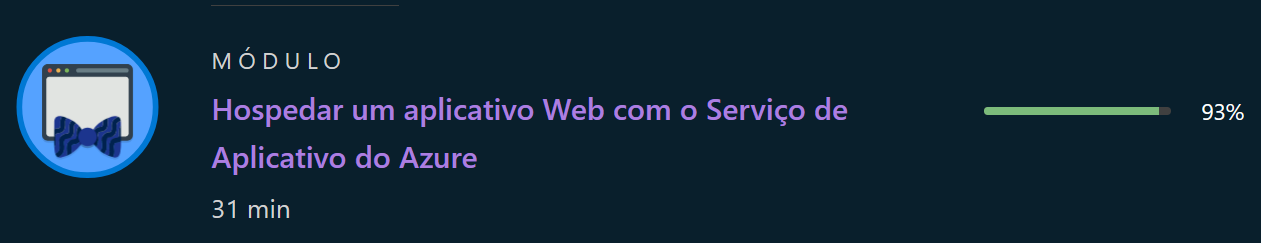 MÓDULO
Hospedar um aplicativo Web com o Serviço de
Aplicativo do Azure
93%
31 min